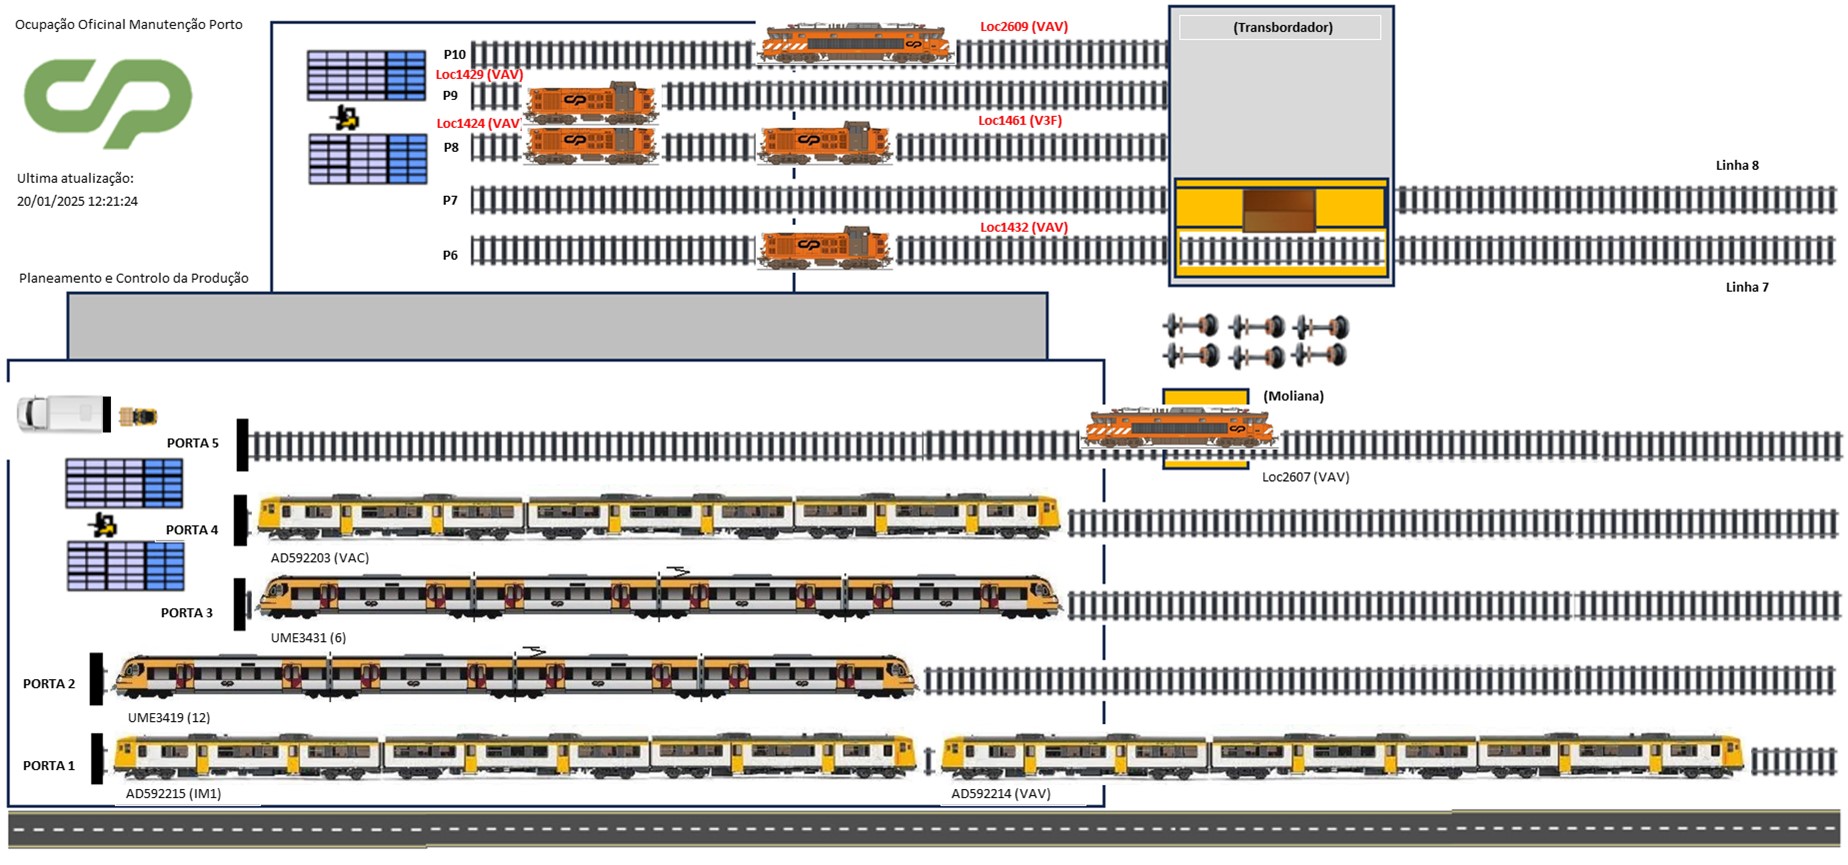 Ocupação Oficinal Manutenção Porto
CP
Ultima atualização:
20/01/2025 12:21:24
Planeamento e Controlo da Produção
Loc2609 (VAV)
(Transbordador)
P10
Loc1429 (VAV)
P9
Loc1424 (VAV)
Loc1461 (V3F)
P8
Linha 8
P7
Loc1432 (VAV)
P6
Linha 7
(Moliana)
PORTA 5
Loc2607 (VAV)
PORTA 4
AD592203 (VAC)
PORTA 3
UME3431 (6)
PORTA 2
UME3419 (12)
PORTA 1
AD592215 (IM1)
AD592214 (VAV)